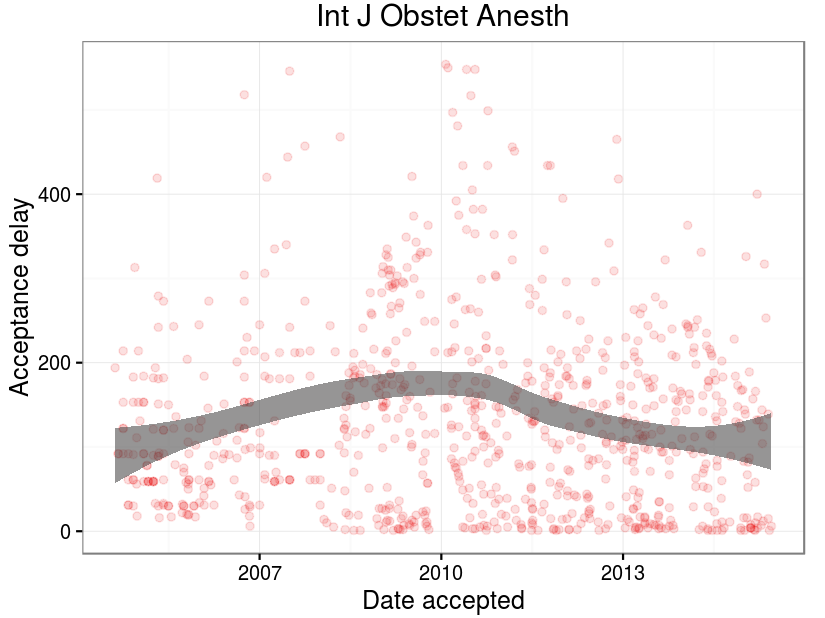 Int J Obstet Anesth
Acceptance delay
400
200
0
2007
2010
2013
Date accepted